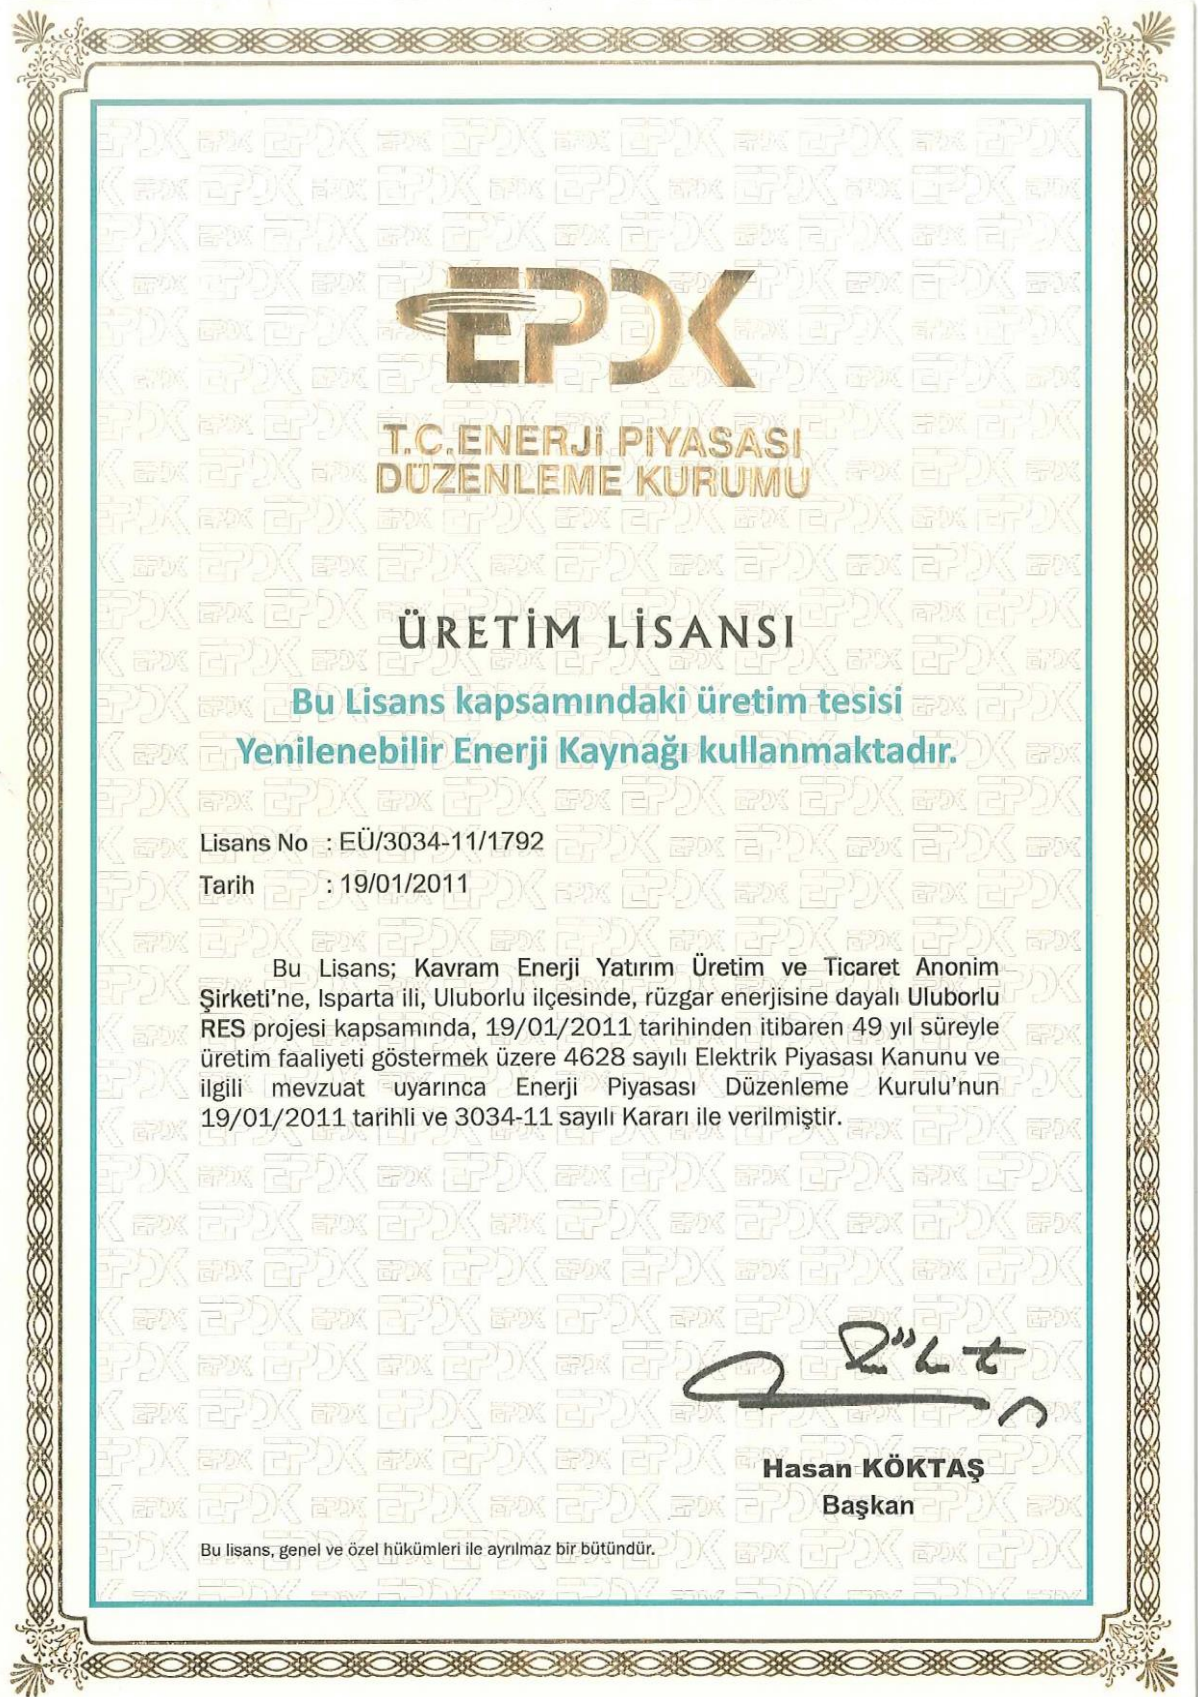 EPDK
T.C.ENERJİ PİYASASI
DÜZENLEME KURUMU
ÜRETİM LİSANSI
Bu Lisans kapsamındaki üretim tesisi
Yenilenebilir Enerji Kaynağı kullanmaktadır.
Lisans No : EÜ/3034-11/1792
Tarih : 19/01/2011
Bu Lisans; Kavram Enerji Yatırım Üretim ve Ticaret Anonim
Şirketi'ne, Isparta ili, Uluborlu ilçesinde, rüzgar enerjisine dayalı Uluborlu
RES projesi kapsamında, 19/01/2011 tarihinden itibaren 49 yıl süreyle
üretim faaliyeti göstermek üzere 4628 sayılı Elektrik Piyasası Kanunu ve
ilgili mevzuat uyarınca Enerji Piyasası Düzenleme Kurulu'nun
19/01/2011 tarihli ve 3034-11 sayılı Kararı ile verilmiştir.
Hasan KÖKTAŞ
Başkan
Bu lisans, genel ve özel hükümleri ile ayrılmaz bir bütündür.